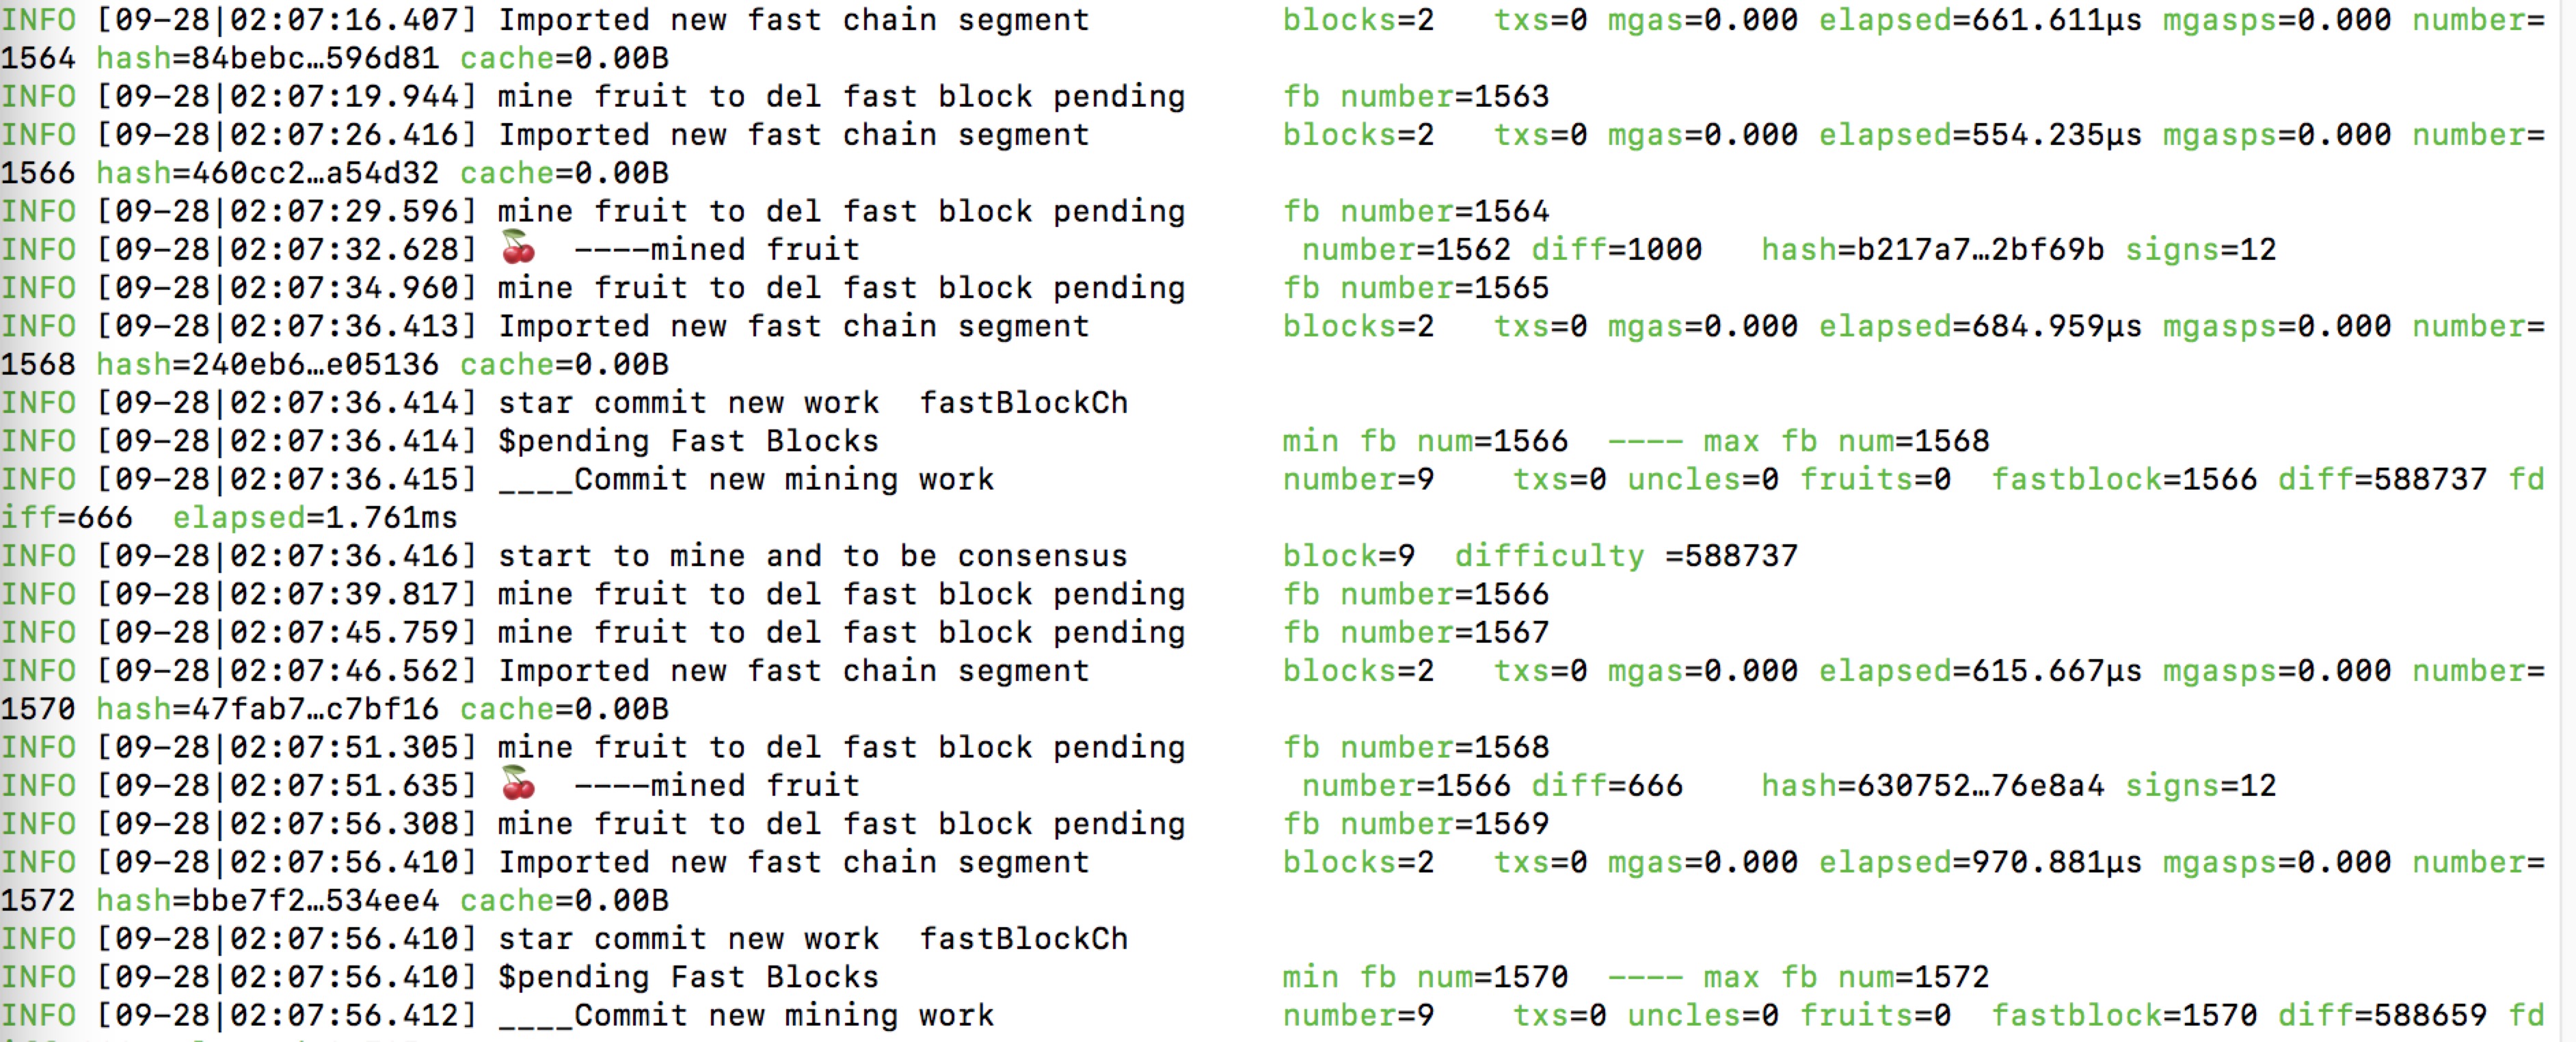 INFO [09-28|02:07:16.407] Imported new fast chain segment blocks=2 txs=0 mgas=0.000 elapsed=661.611µs mgasps=0.000 number=
1564 hash=84bebc…596d81 cache=0.00B
INFO [09-28|02:07:19.944] mine fruit to del fast block pending fb number=1563
INFO [09-28|02:07:26.416] Imported new fast chain segment blocks=2 txs=0 mgas=0.000 elapsed=554.235µs mgasps=0.000 number=
1566 hash=460cc2…a54d32 cache=0.00B
INFO [09-28|02:07:29.596] mine fruit to del fast block pending fb number=1564
INFO [09-28|02:07:32.628] 🍒 ----mined fruit number=1562 diff=1000 hash=b217a7…2bf69b signs=12
INFO [09-28|02:07:34.960] mine fruit to del fast block pending fb number=1565
INFO [09-28|02:07:36.413] Imported new fast chain segment blocks=2 txs=0 mgas=0.000 elapsed=684.959µs mgasps=0.000 number=
1568 hash=240eb6…e05136 cache=0.00B
INFO [09-28|02:07:36.414] star commit new work fastBlockCh
INFO [09-28|02:07:36.414] $pending Fast Blocks min fb num=1566 ---- max fb num=1568
INFO [09-28|02:07:36.415] ____Commit new mining work number=9 txs=0 uncles=0 fruits=0 fastblock=1566 diff=588737 fd
iff=666 elapsed=1.761ms
INFO [09-28|02:07:36.416] start to mine and to be consensus block=9 difficulty =588737
INFO [09-28|02:07:39.817] mine fruit to del fast block pending fb number=1566
INFO [09-28|02:07:45.759] mine fruit to del fast block pending fb number=1567
INFO [09-28|02:07:46.562] Imported new fast chain segment blocks=2 txs=0 mgas=0.000 elapsed=615.667µs mgasps=0.000 number=
1570 hash=47fab7…c7bf16 cache=0.00B
INFO [09-28|02:07:51.305] mine fruit to del fast block pending fb number=1568
INFO [09-28|02:07:51.635] 🍒 ----mined fruit number=1566 diff=666 hash=630752…76e8a4 signs=12
INFO [09-28|02:07:56.308] mine fruit to del fast block pending fb number=1569
INFO [09-28|02:07:56.410] Imported new fast chain segment blocks=2 txs=0 mgas=0.000 elapsed=970.881µs mgasps=0.000 number=
1572 hash=bbe7f2…534ee4 cache=0.00B
INFO [09-28|02:07:56.410] star commit new work fastBlockCh
INFO [09-28|02:07:56.410] $pending Fast Blocks min fb num=1570 ---- max fb num=1572
INFO [09-28|02:07:56.412] ____Commit new mining work number=9 txs=0 uncles=0 fruits=0 fastblock=1570 diff=588659 fd